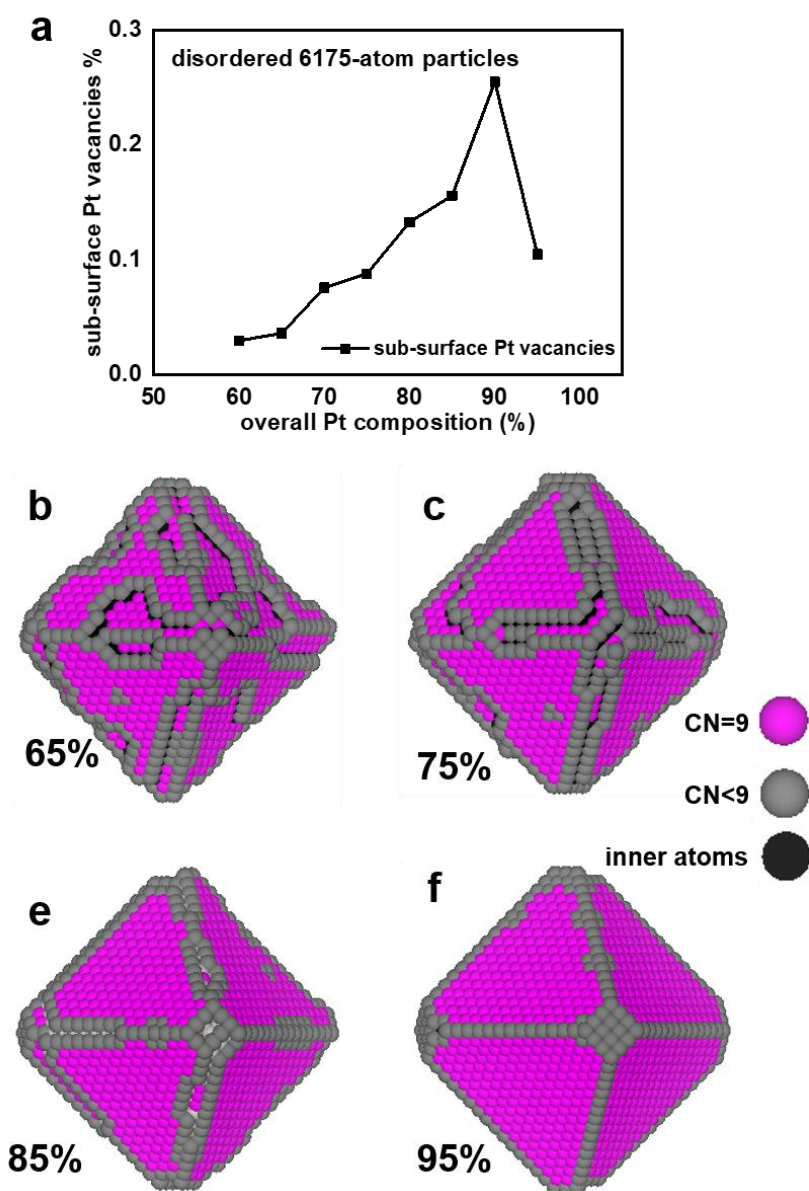 a
0.3
0.2
0.1
0.0
sub-surface Pt vacancies %
disordered 6175-atom particles
sub-surface Pt vacancies
50 60 70 80 90 100
overall Pt composition (%)
b
65%
c
75%
CN=9
CN<9
inner atoms
e
85%
f
95%